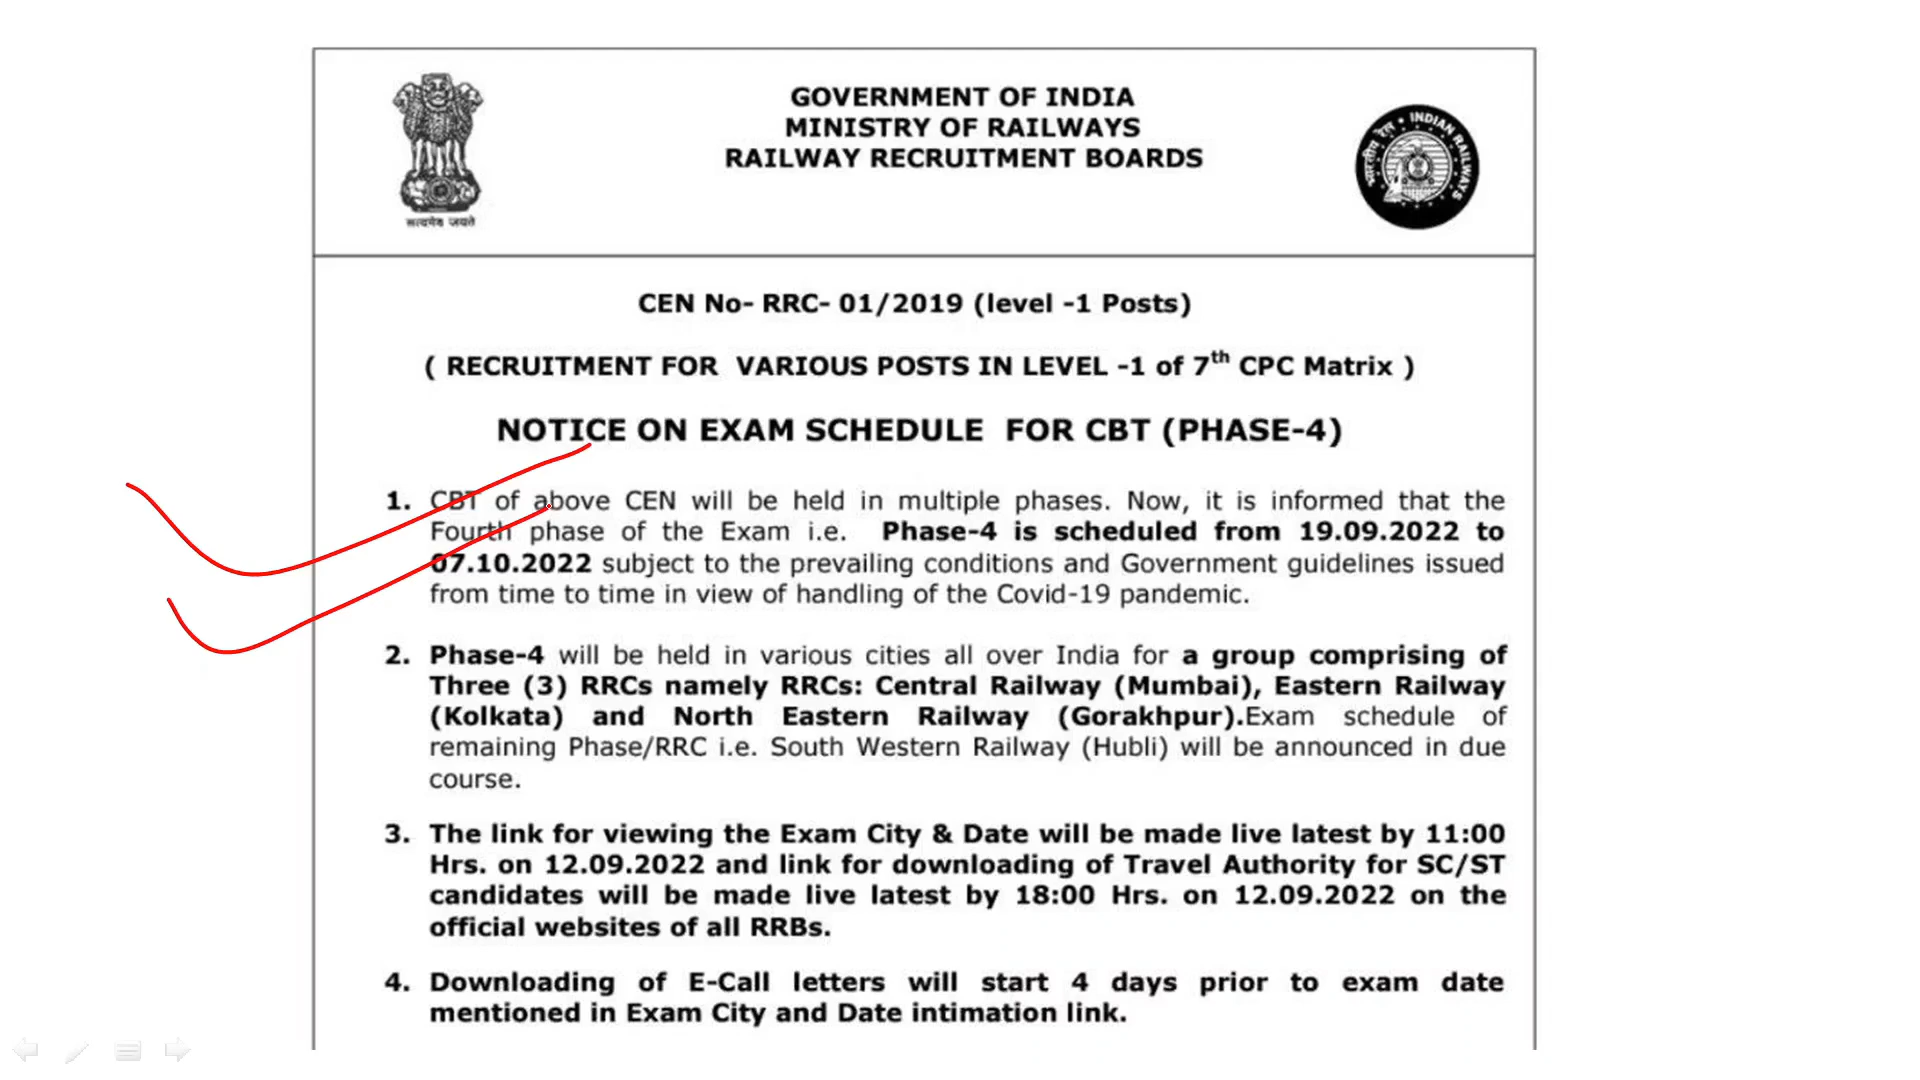 GOVERNMENT OF INDIA
MINISTRY OF RAILWAYS
RAILWAY RECRUITMENT BOARDS
सत्यमेव जयते
भारतीय रेल • INDIAN RAILWAYS
CEN No- RRC- 01/2019 (level -1 Posts)
( RECRUITMENT FOR VARIOUS POSTS IN LEVEL -1 of 7th CPC Matrix )
NOTICE ON EXAM SCHEDULE FOR CBT (PHASE-4)
1. CBT of above CEN will be held in multiple phases. Now, it is informed that the
Fourth phase of the Exam i.e. Phase-4 is scheduled from 19.09.2022 to
07.10.2022 subject to the prevailing conditions and Government guidelines issued
from time to time in view of handling of the Covid-19 pandemic.
2. Phase-4 will be held in various cities all over India for a group comprising of
Three (3) RRCs namely RRCs: Central Railway (Mumbai), Eastern Railway
(Kolkata) and North Eastern Railway (Gorakhpur).Exam schedule of
remaining Phase/RRC i.e. South Western Railway (Hubli) will be announced in due
course.
3. The link for viewing the Exam City & Date will be made live latest by 11:00
Hrs. on 12.09.2022 and link for downloading of Travel Authority for SC/ST
candidates will be made live latest by 18:00 Hrs. on 12.09.2022 on the
official websites of all RRBs.
4. Downloading of E-Call letters will start 4 days prior to exam date
mentioned in Exam City and Date intimation link.